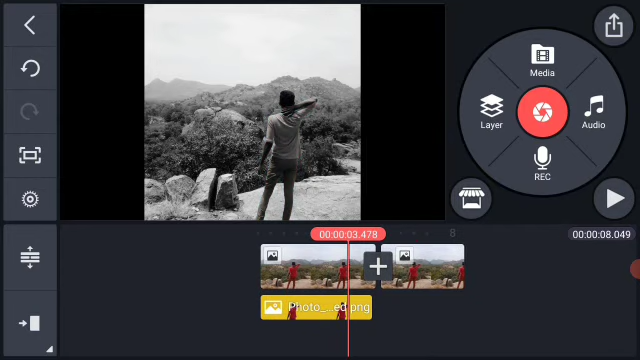 Media
Layer
Audio
REC
00:00:03.478
8
00:00:08.049
Photo_...ed.png